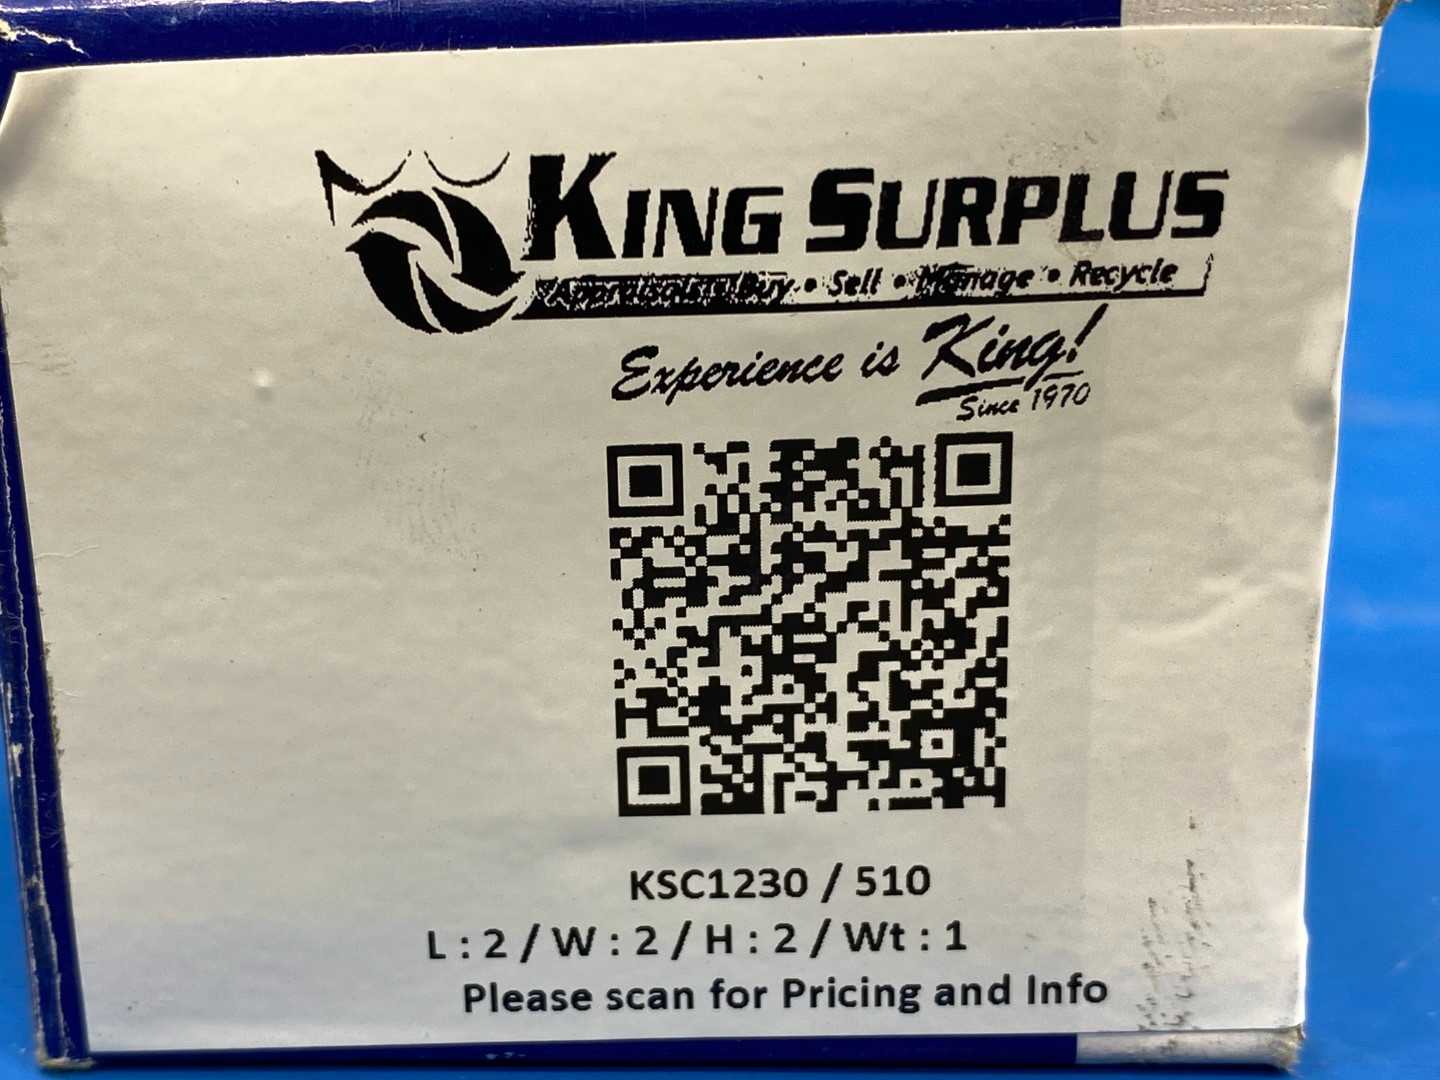 KING SURPLUS
Appraisals • Buy • Sell • Manage • Recycle
Experience is King!
Since 1970
KSC1230 / 510
L : 2 / W : 2 / H : 2 / Wt : 1
Please scan for Pricing and Info